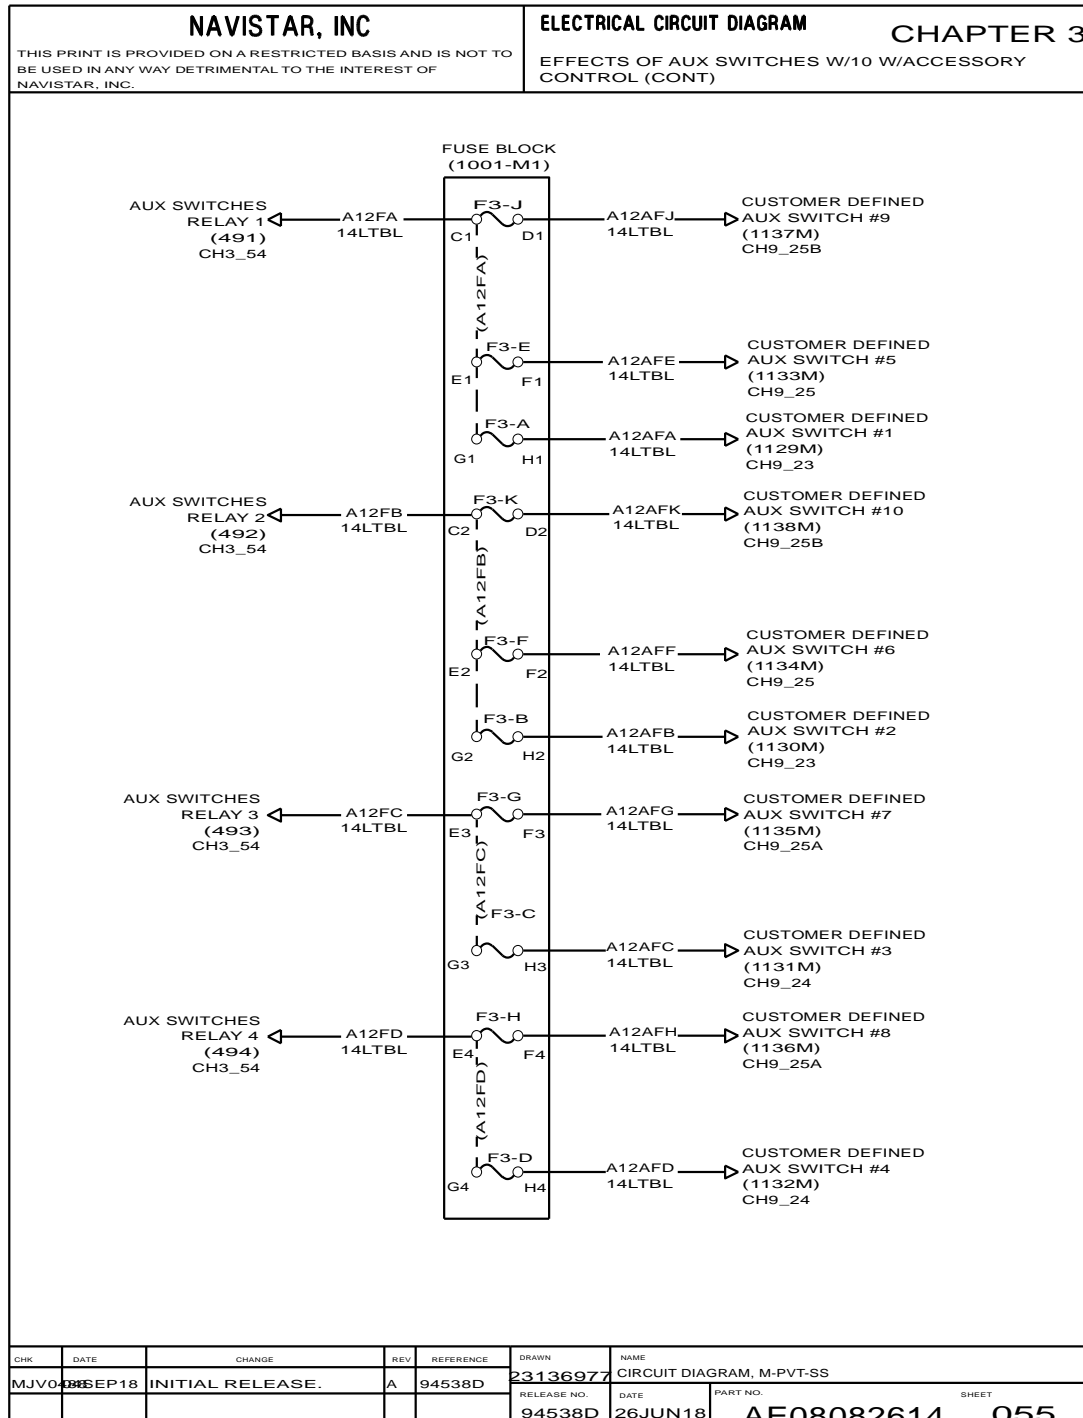 NAVISTAR, INC
THIS PRINT IS PROVIDED ON A RESTRICTED BASIS AND IS NOT TO
BE USED IN ANY WAY DETRIMENTAL TO THE INTEREST OF
NAVISTAR, INC.
ELECTRICAL CIRCUIT DIAGRAM
CHAPTER 3
EFFECTS OF AUX SWITCHES W/10 W/ACCESSORY
CONTROL (CONT)
FUSE BLOCK
(1001-M1)
AUX SWITCHES
RELAY 1
(491)
CH3_54
A12FA
14LTBL
F3-J
C1
D1
(A12FA)
A12AFJ
14LTBL
CUSTOMER DEFINED
AUX SWITCH #9
(1137M)
CH9_25B
F3-E
E1
F1
A12AFE
14LTBL
CUSTOMER DEFINED
AUX SWITCH #5
(1133M)
CH9_25
F3-A
G1
H1
A12AFA
14LTBL
CUSTOMER DEFINED
AUX SWITCH #1
(1129M)
CH9_23
AUX SWITCHES
RELAY 2
(492)
CH3_54
A12FB
14LTBL
F3-K
C2
D2
(A12FB)
A12AFK
14LTBL
CUSTOMER DEFINED
AUX SWITCH #10
(1138M)
CH9_25B
F3-F
E2
F2
A12AFF
14LTBL
CUSTOMER DEFINED
AUX SWITCH #6
(1134M)
CH9_25
F3-B
G2
H2
A12AFB
14LTBL
CUSTOMER DEFINED
AUX SWITCH #2
(1130M)
CH9_23
AUX SWITCHES
RELAY 3
(493)
CH3_54
A12FC
14LTBL
F3-G
E3
F3
(A12FC)
A12AFG
14LTBL
CUSTOMER DEFINED
AUX SWITCH #7
(1135M)
CH9_25A
F3-C
G3
H3
A12AFC
14LTBL
CUSTOMER DEFINED
AUX SWITCH #3
(1131M)
CH9_24
AUX SWITCHES
RELAY 4
(494)
CH3_54
A12FD
14LTBL
F3-H
E4
F4
(A12FD)
A12AFH
14LTBL
CUSTOMER DEFINED
AUX SWITCH #8
(1136M)
CH9_25A
F3-D
G4
H4
A12AFD
14LTBL
CUSTOMER DEFINED
AUX SWITCH #4
(1132M)
CH9_24
CHK DATE CHANGE REV REFERENCE
INITIAL RELEASE. A 94538D
DRAWN
23136977
NAME
CIRCUIT DIAGRAM, M-PVT-SS
RELEASE NO.
94538D
DATE
26JUN18
PART NO.
AE08082614
SHEET
055